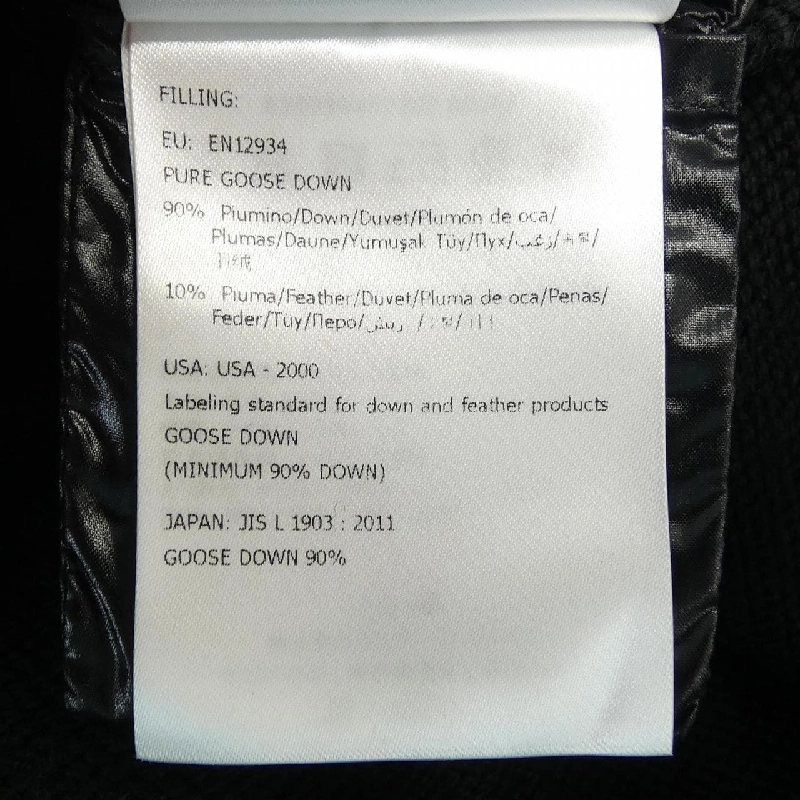 FILLING:
EU: EN12934
PURE GOOSE DOWN
90% Piumino/Down/Duvet/Plumón de oca/
Plumas/Daune/Yumuşak Tüy/Пух/زغب/
10% Piuma/Feather/Duvet/Pluma de oca/Penas/
Feder/Tüy/Перо/ريش/
USA: USA - 2000
Labeling standard for down and feather products
GOOSE DOWN
(MINIMUM 90% DOWN)
JAPAN: JIS L 1903 : 2011
GOOSE DOWN 90%